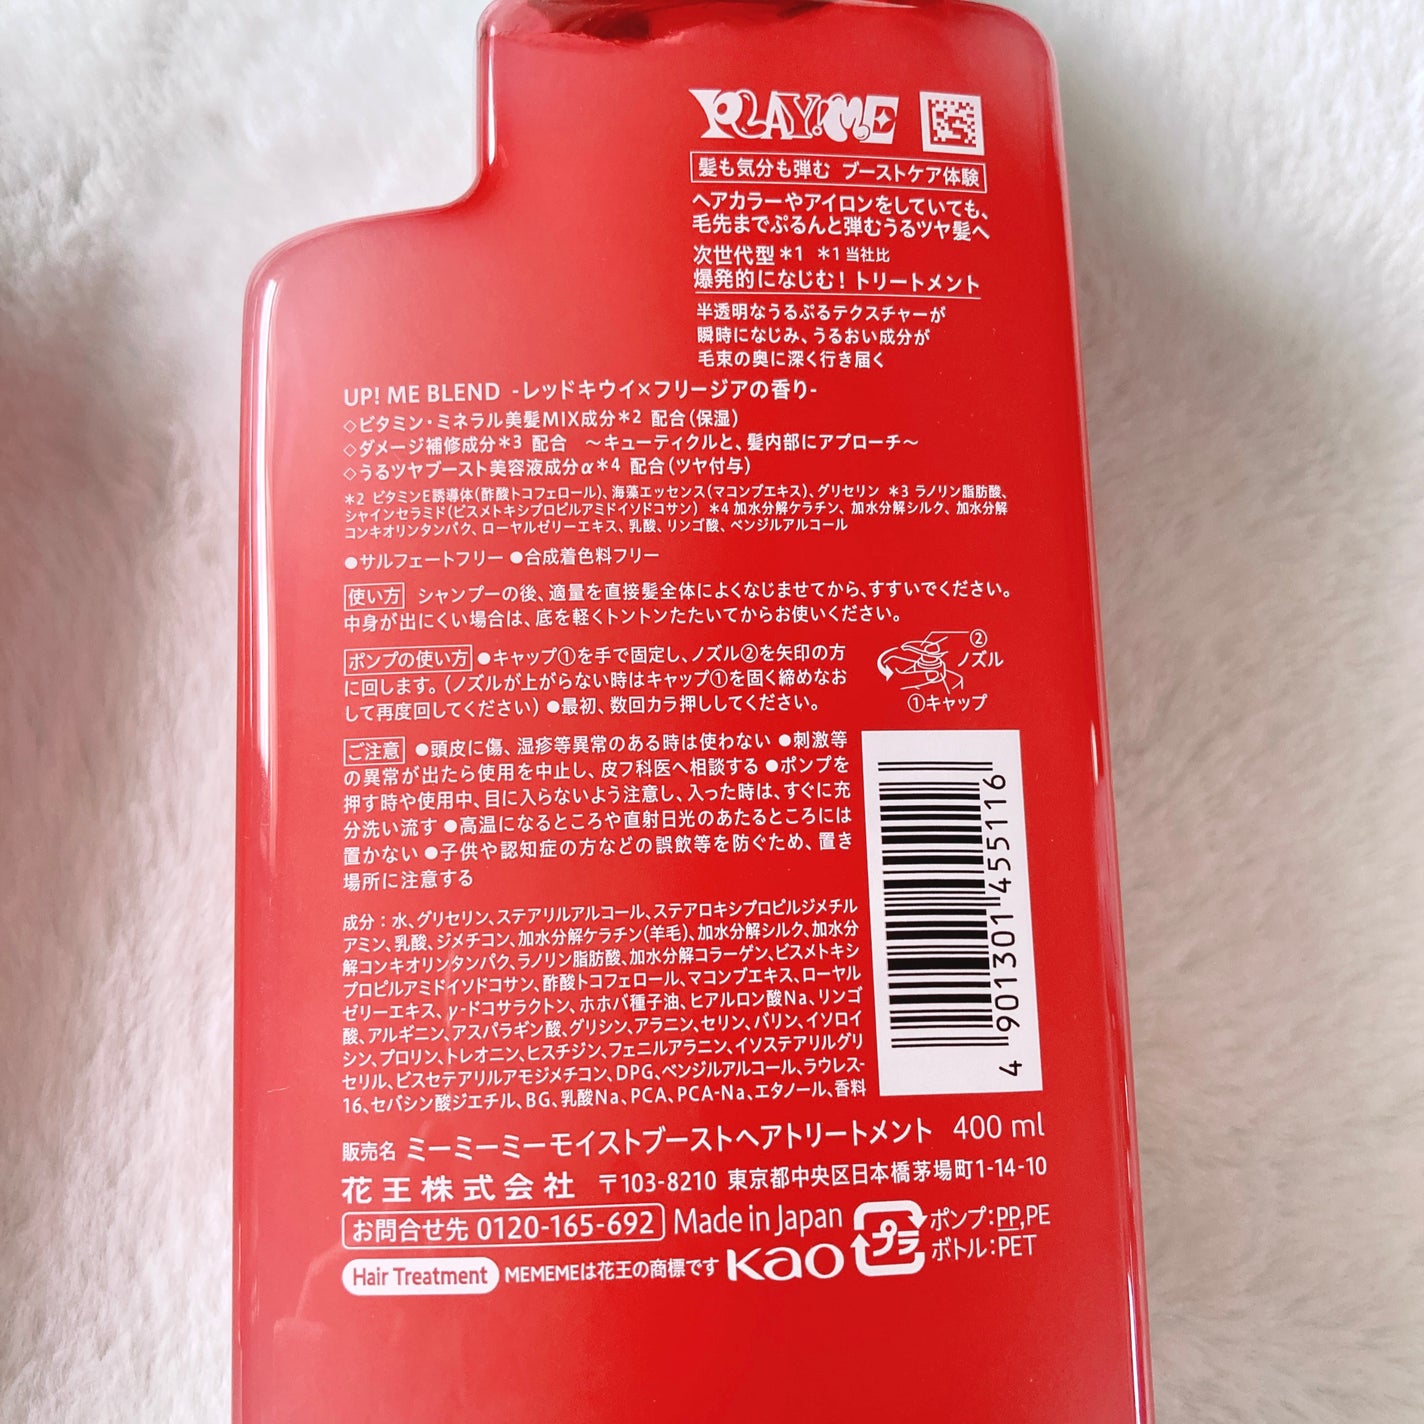 PLAY! ME
髪も気分も弾む ブーストケア体験
ヘアカラーやアイロンをしていても、
毛先までぷるんと弾むうるツヤ髪へ
次世代型*1 *1 当社比
爆発的になじむ! トリートメント
半透明なうるぷるテクスチャーが
瞬時になじみ、うるおい成分が
毛束の奥に深く行き届く
UP! ME BLEND -レッドキウイ×フリージアの香り-
◇ビタミン・ミネラル美髪MIX成分*2 配合(保湿)
◇ダメージ補修成分*3 配合 ～キューティクルと、髪内部にアプローチ～
◇うるツヤブースト美容液成分α*4 配合(ツヤ付与)
*2 ビタミンE誘導体(酢酸トコフェロール)、海藻エッセンス(マコンブエキス)、グリセリン *3 ラノリン脂肪酸、
シャインセラミド(ビスメトキシプロピルアミドイソドコサン) *4 加水分解ケラチン、加水分解シルク、加水分解
コンキオリンタンパク、ローヤルゼリーエキス、乳酸、リンゴ酸、ベンジルアルコール
●サルフェートフリー ●合成着色料フリー
使い方 シャンプーの後、適量を直接髪全体によくなじませてから、すすいでください。
中身が出にくい場合は、底を軽くトントンたたいてからお使いください。
ポンプの使い方 ●キャップ①を手で固定し、ノズル②を矢印の方
に回します。(ノズルが上がらない時はキャップ①を固く締めなお
して再度回してください) ●最初、数回カラ押ししてください。
②
ノズル
①キャップ
ご注意 ●頭皮に傷、湿疹等異常のある時は使わない ●刺激等
の異常が出たら使用を中止し、皮フ科医へ相談する ●ポンプを
押す時や使用中、目に入らないよう注意し、入った時は、すぐに充
分洗い流す ●高温になるところや直射日光のあたるところには
置かない ●子供や認知症の方などの誤飲等を防ぐため、置き
場所に注意する
成分:水、グリセリン、ステアリルアルコール、ステアロキシプロピルジメチル
アミン、乳酸、ジメチコン、加水分解ケラチン(羊毛)、加水分解シルク、加水分
解コンキオリンタンパク、ラノリン脂肪酸、加水分解コラーゲン、ビスメトキシ
プロピルアミドイソドコサン、酢酸トコフェロール、マコンブエキス、ローヤル
ゼリーエキス、γ-ドコサラクトン、ホホバ種子油、ヒアルロン酸Na、リンゴ
酸、アルギニン、アスパラギン酸、グリシン、アラニン、セリン、バリン、イソロイ
シン、プロリン、トレオニン、ヒスチジン、フェニルアラニン、イソステアリルグリ
セリル、ビスセテアリルアモジメチコン、DPG、ベンジルアルコール、ラウレス-
16、セバシン酸ジエチル、BG、乳酸Na、PCA、PCA-Na、エタノール、香料
4 901301 455116
販売名 ミーミーミーモイストブーストヘアトリートメント 400 ml
花王株式会社 〒103-8210 東京都中央区日本橋茅場町1-14-10
お問合せ先 0120-165-692 Made in Japan
プラ
ポンプ:PP,PE
ボトル:PET
Hair Treatment MEMEMEは花王の商標です Kao